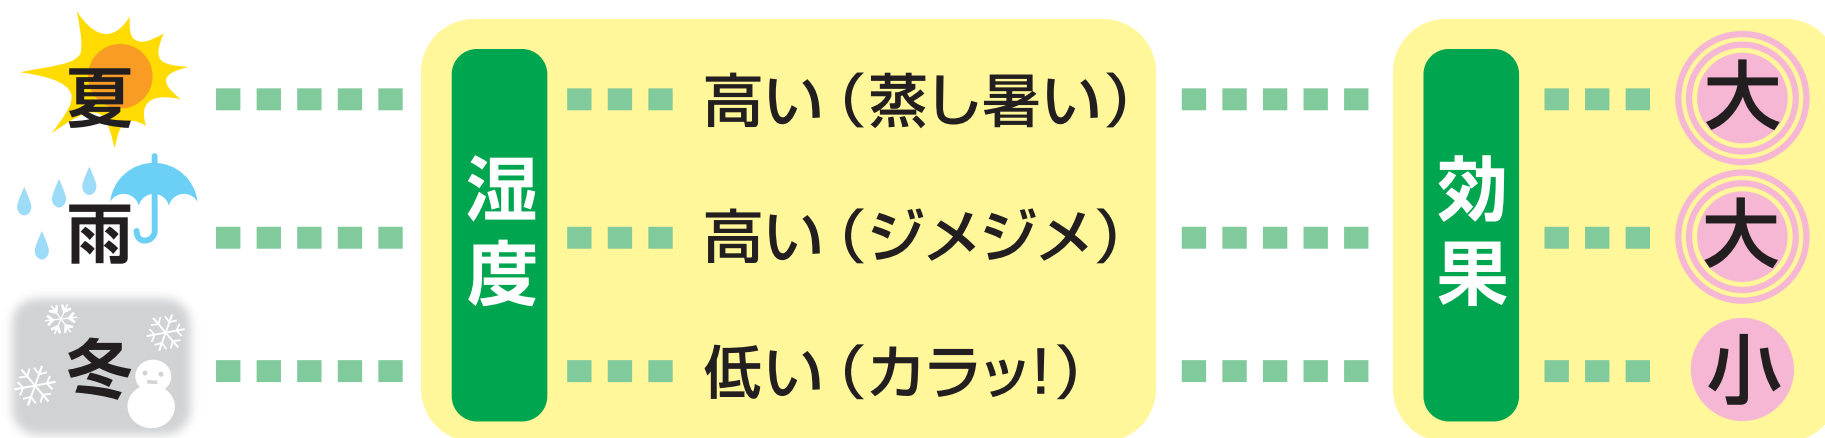 夏 湿度 高い（蒸し暑い） 効果 大
雨 高い（ジメジメ） 大
冬 低い（カラッ！） 小